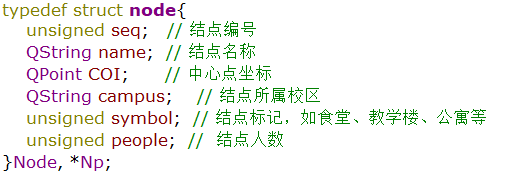 typedef struct node{
unsigned seq;  // 结点编号
QString name; // 结点名称
QPoint COI;     // 中心点坐标
QString campus;   // 结点所属校区
unsigned symbol; // 结点标记，如食堂、教学楼、公寓等
unsigned people; //  结点人数
}Node, *Np;